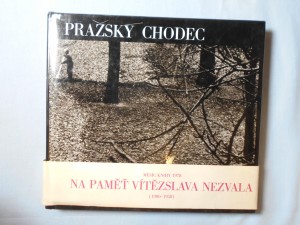 PRAŽSKÝ CHODEC
NA PAMĚŤ VÍTĚZSLAVA NEZVALA